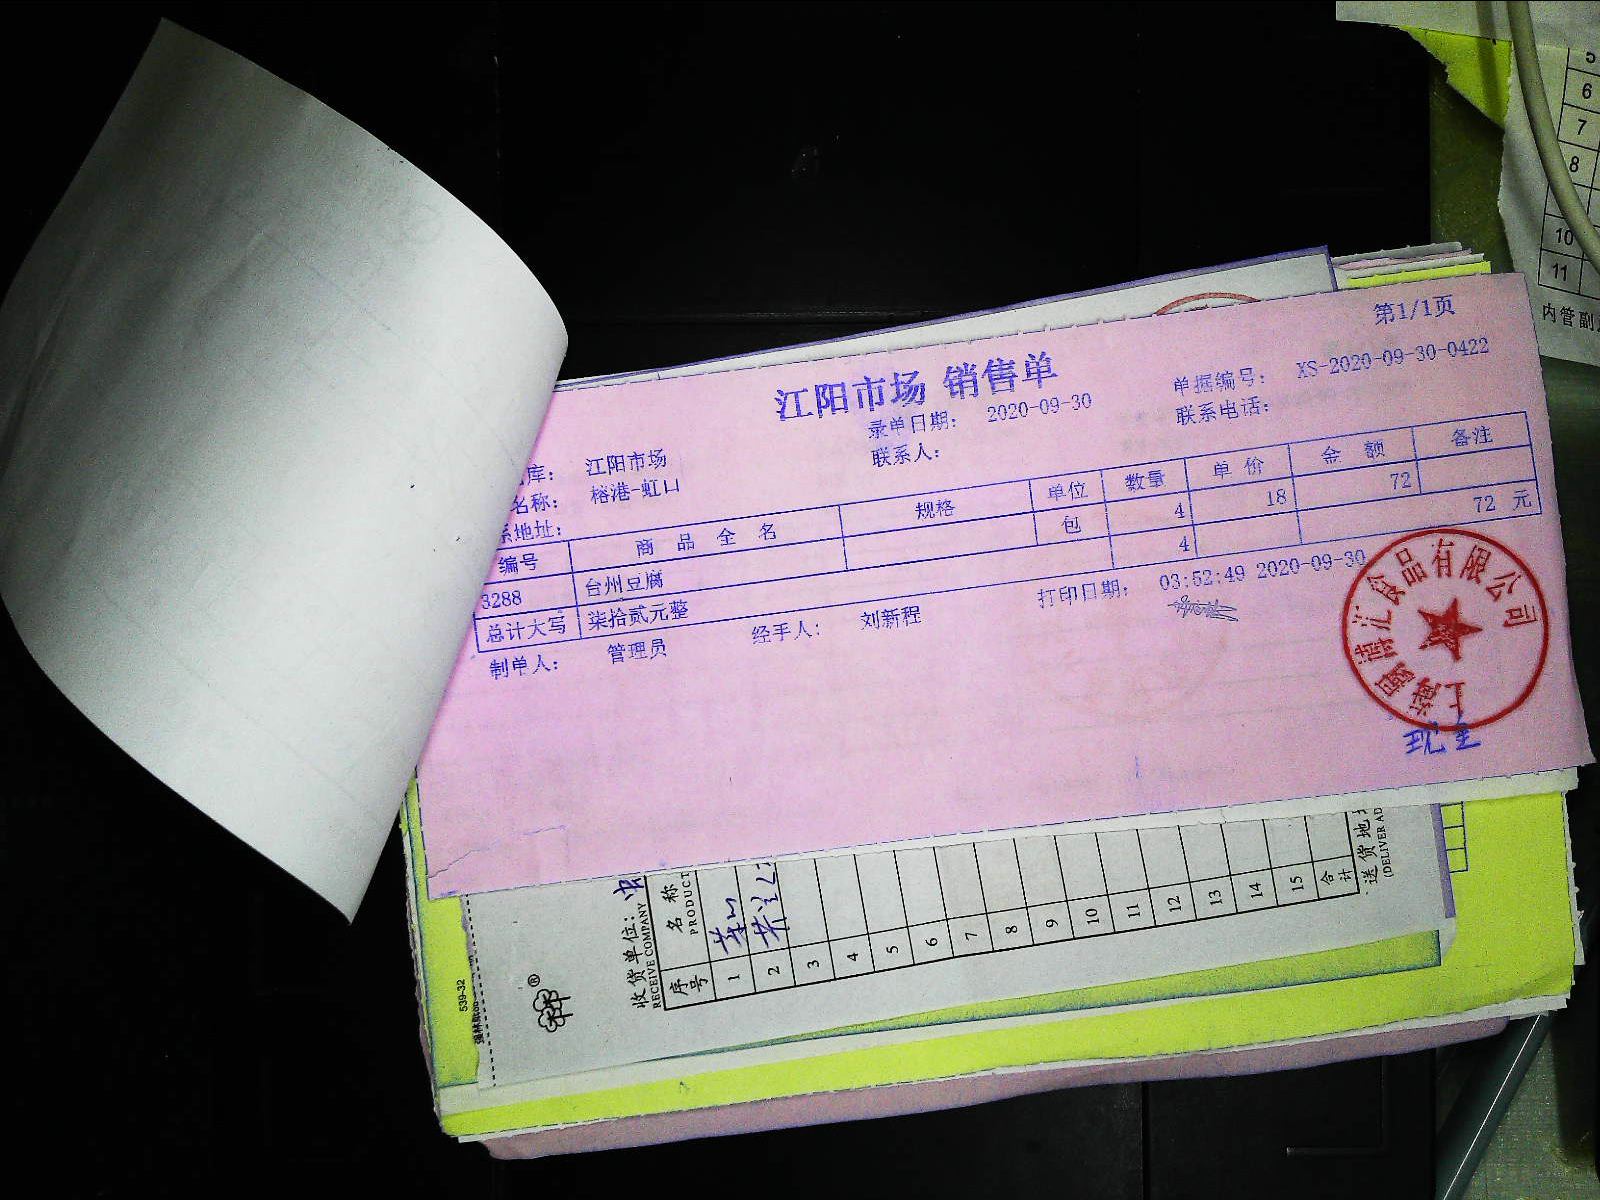 第1/1页
江阳市场 销售单
录单日期: 2020-09-30
单据编号: XS-2020-09-30-0422
库: 江阳市场
联系人:
联系电话:
名称: 榕港-虹口
系地址:
编号 商品全名 规格 单位 数量 单价 金额 备注
3288 台州豆腐 包 4 18 72
总计大写 柒拾贰元整 4 72 元
制单人: 管理员 经手人: 刘新程 打印日期: 03:52:49 2020-09-30
食品有限公司
上海
现金
539-32
收货单位:
RECEIVE COMPANY
序号 名称
PRODUCT
1
2
3
4
5
6
7
8
9
10
11
12
13
14
15
合计
送货地
(DELIVER AD
5
6
7
8
10
11
内管副